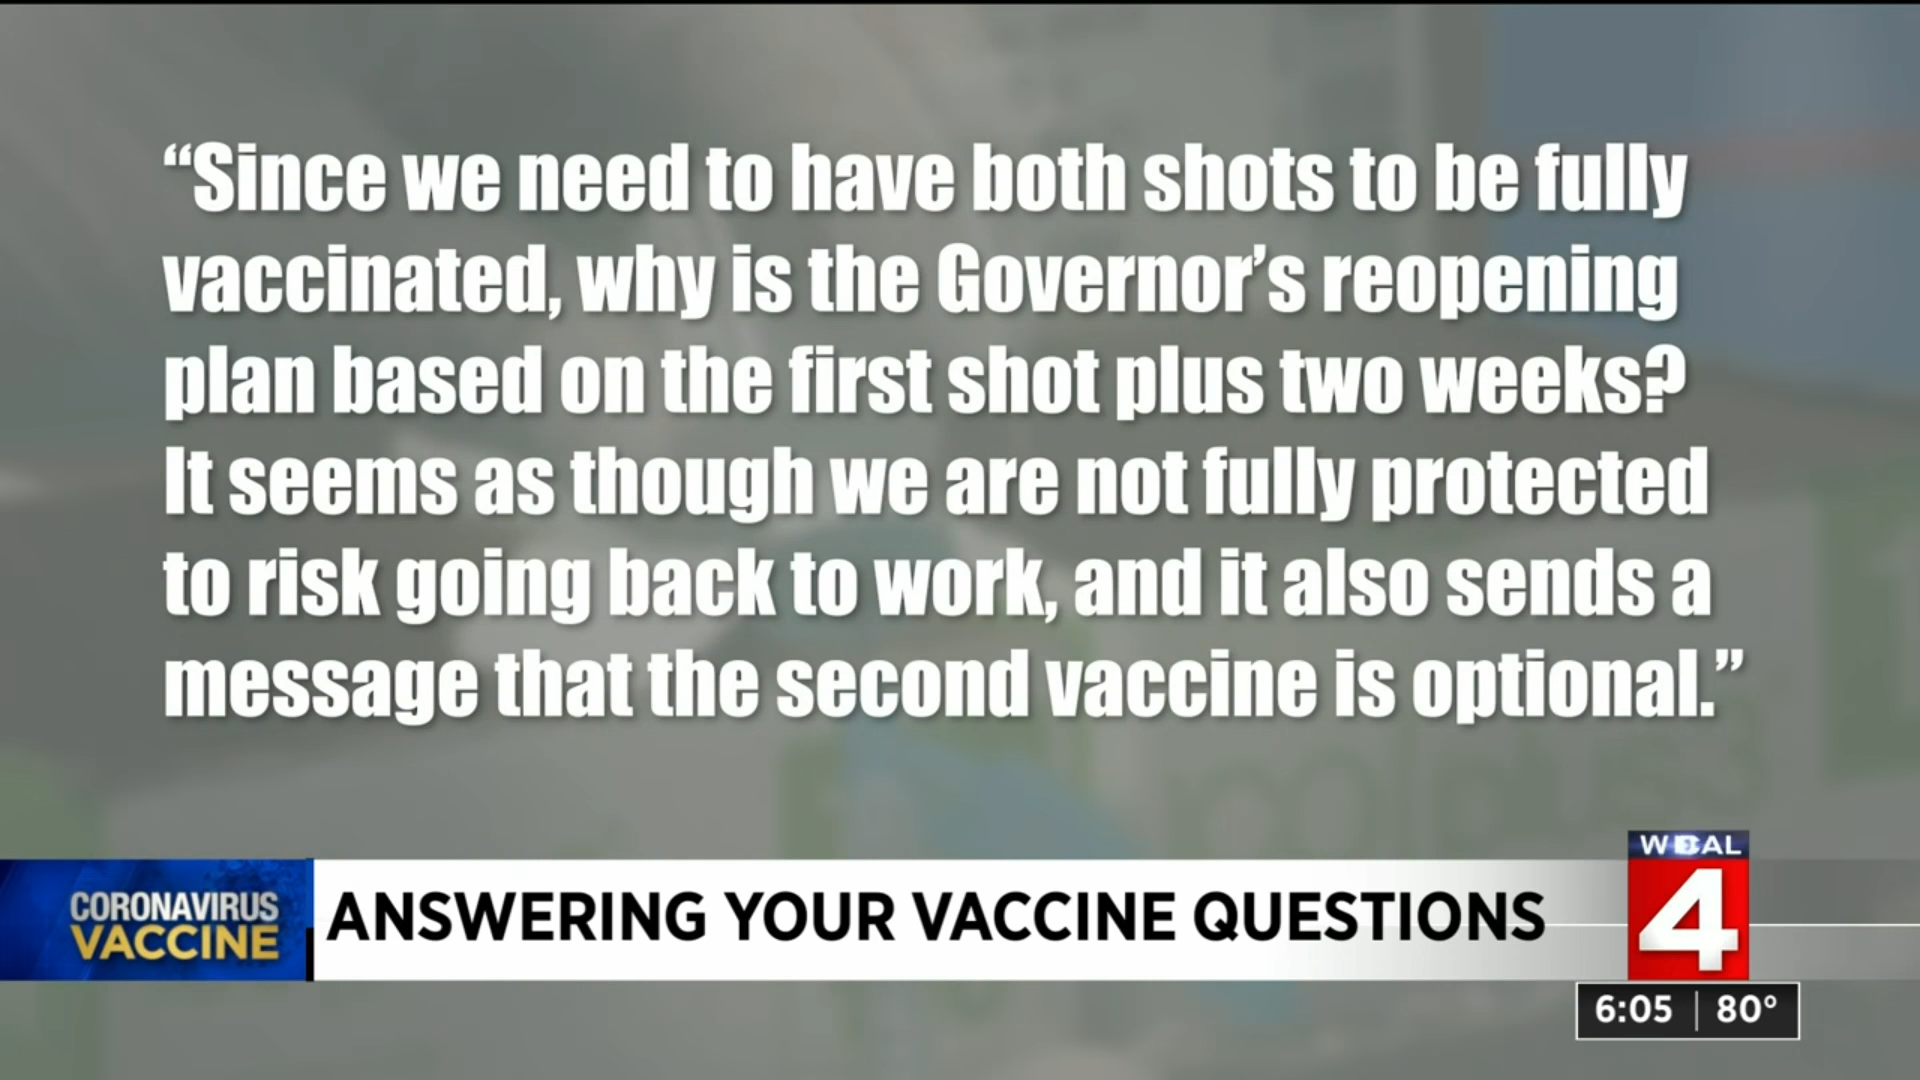 “Since we need to have both shots to be fully
vaccinated, why is the Governor’s reopening
plan based on the first shot plus two weeks?
It seems as though we are not fully protected
to risk going back to work, and it also sends a
message that the second vaccine is optional.”
CORONAVIRUS
VACCINE
ANSWERING YOUR VACCINE QUESTIONS
4
6:05 | 80°